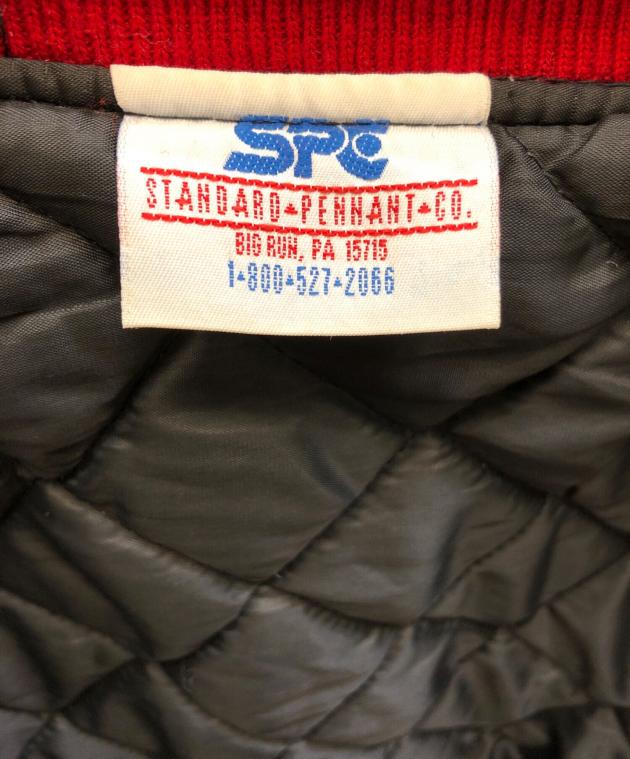 SPC
STANDARD▲PENNANT▲CO.
BIG RUN, PA 15715
1▲800▲527▲2066